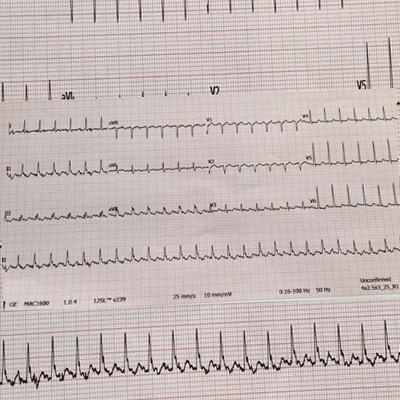 aVL V2 V5
I aVR V1 V4
II aVL V2 V5
III aVR V3 V6
II
GE MAC1600 1.0.4 12SL™ v239 25 mm/s 10 mm/mV 0.16-100 Hz 50 Hz Unconfirmed
4x2.5x3_25_R1